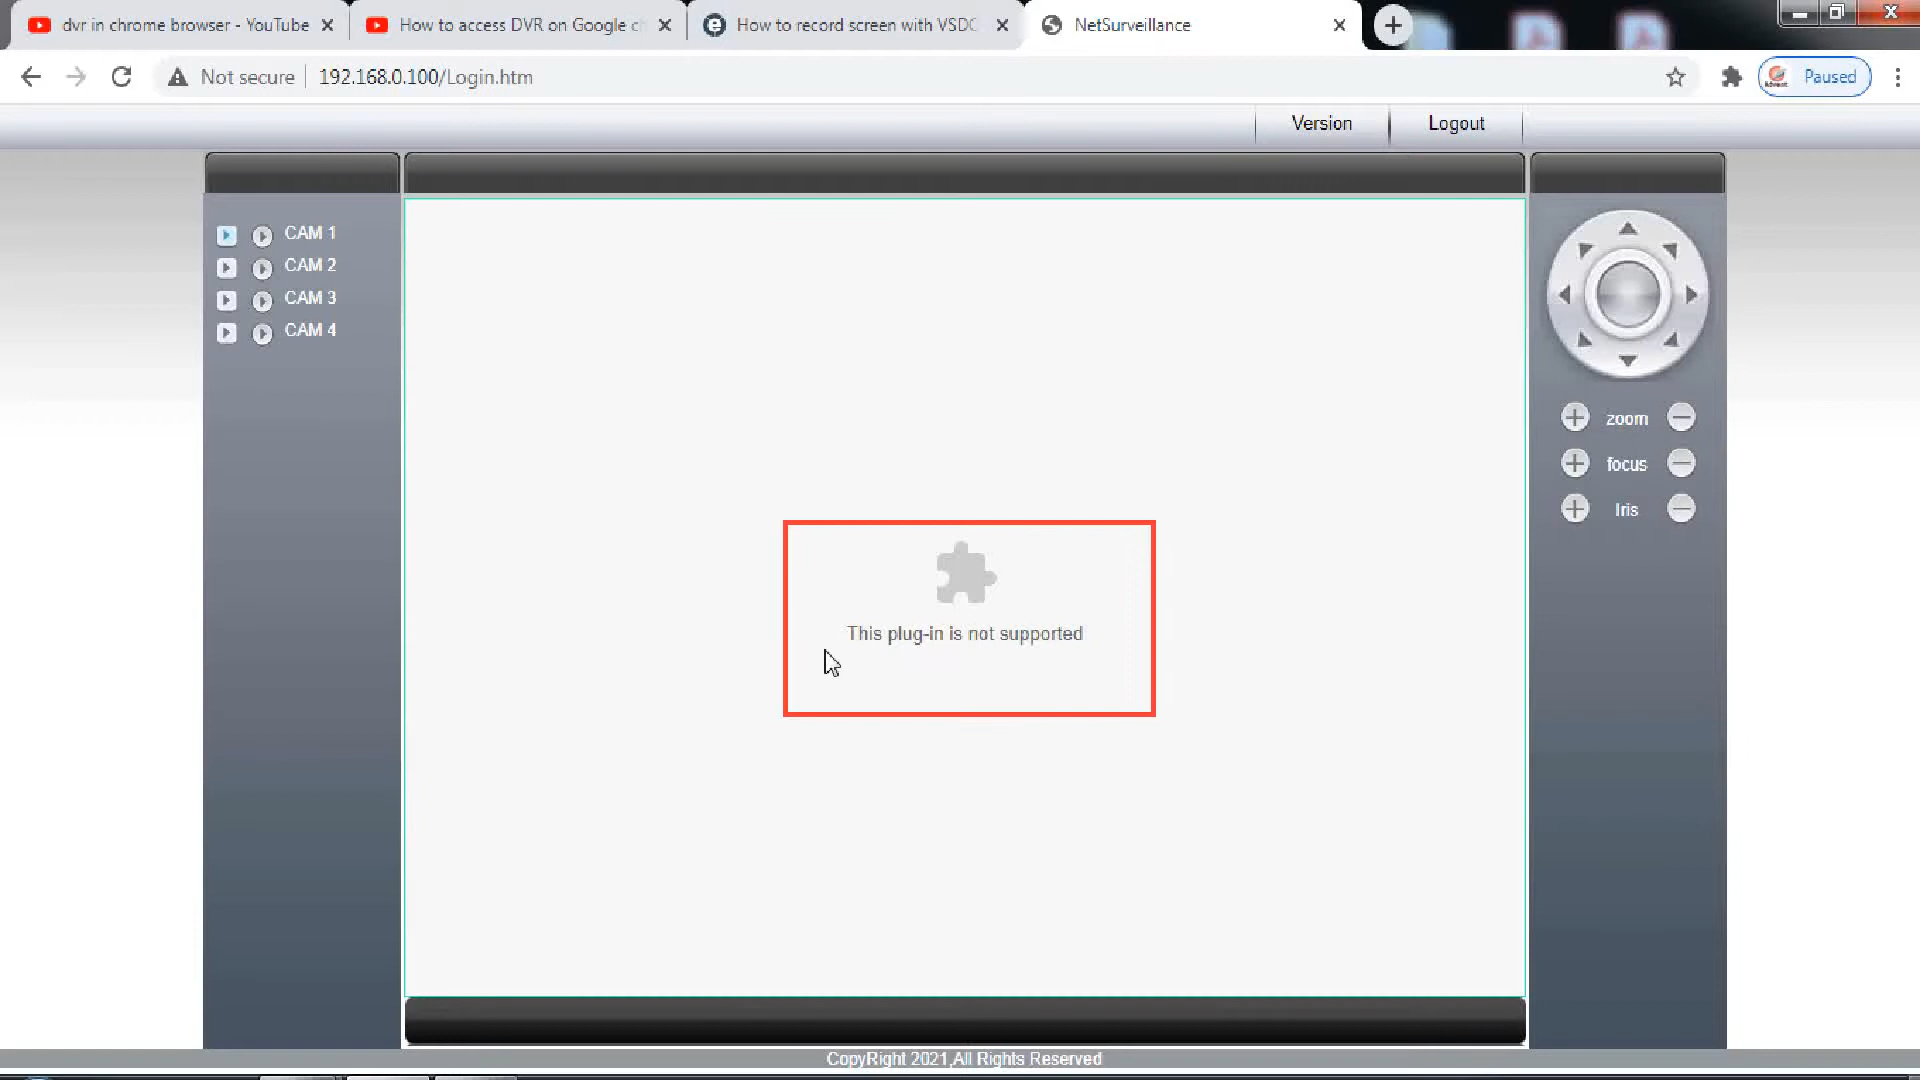 dvr in chrome browser - YouTube
How to access DVR on Google ch
How to record screen with VSDC
NetSurveillance
Not secure
192.168.0.100/Login.htm
Paused
Version
Logout
CAM 1
CAM 2
CAM 3
CAM 4
zoom
focus
Iris
This plug-in is not supported
CopyRight 2021,All Rights Reserved